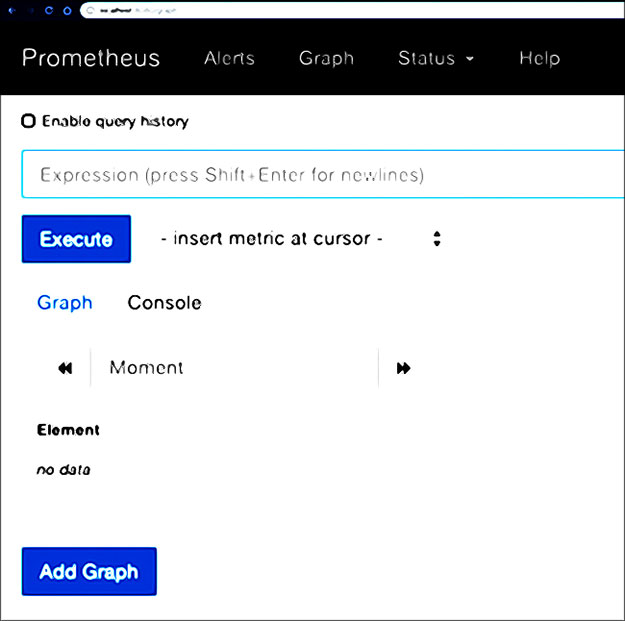 Prometheus Alerts Graph Status Help
Enable query history
Expression (press Shift+Enter for newlines)
Execute - insert metric at cursor -
Graph Console
Moment
Element
no data
Add Graph